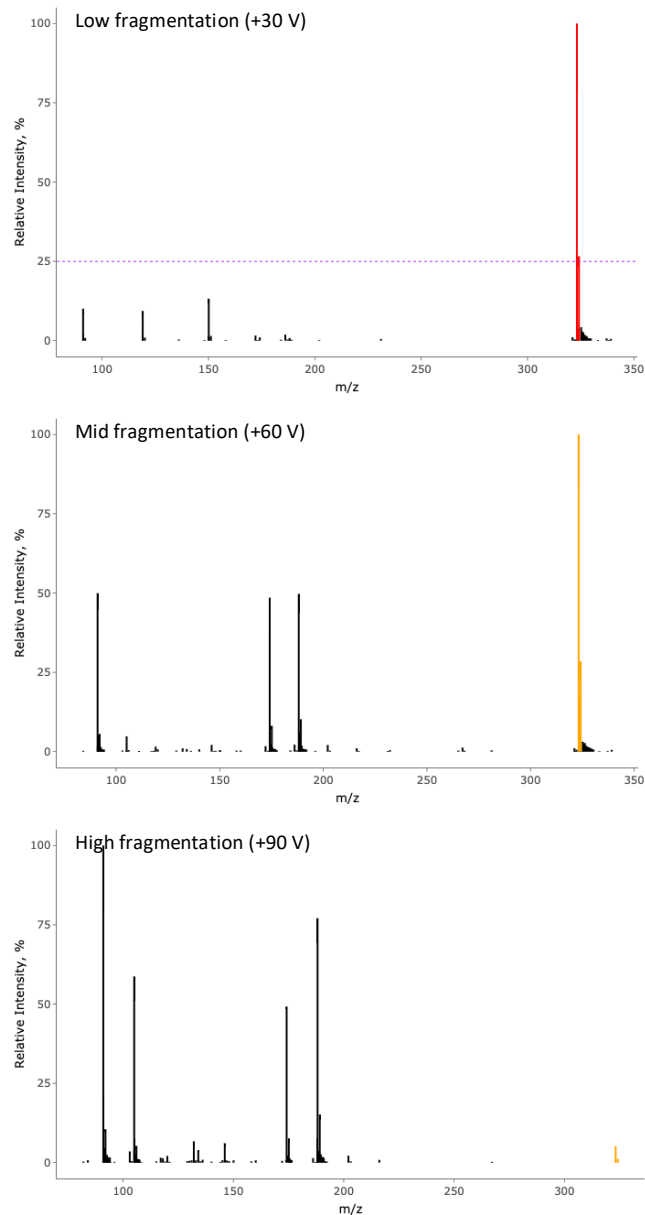 Low fragmentation (+30 V)
100
75
50
25
0
Relative Intensity, %
100 150 200 250 300 350
m/z
Mid fragmentation (+60 V)
100
75
50
25
0
Relative Intensity, %
100 150 200 250 300 350
m/z
High fragmentation (+90 V)
100
75
50
25
0
Relative Intensity, %
100 150 200 250 300
m/z